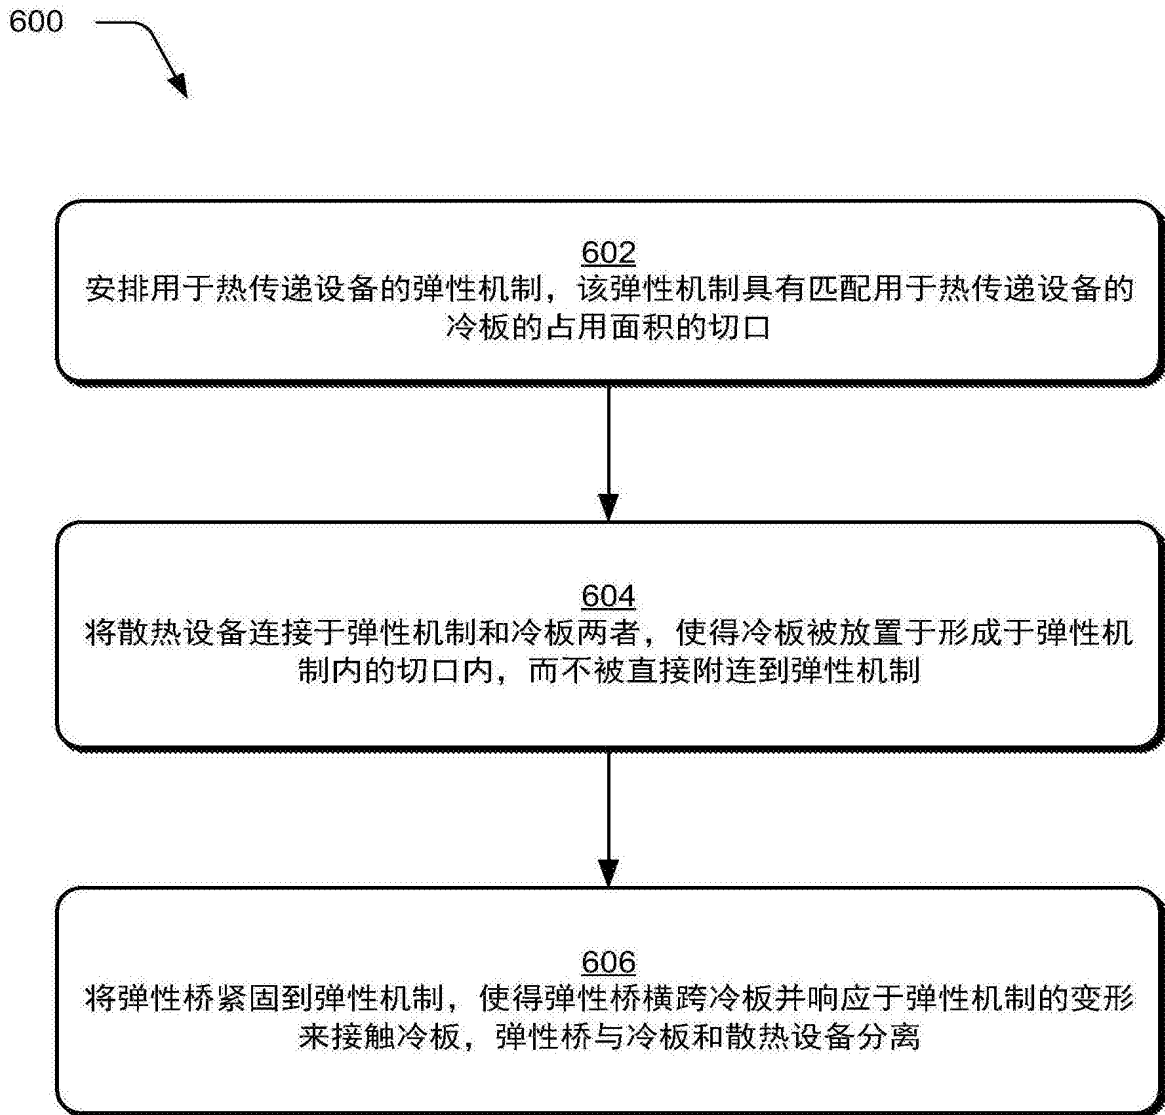 600
602
安排用于热传递设备的弹性机制，该弹性机制具有匹配用于热传递设备的
冷板的占用面积的切口
604
将散热设备连接于弹性机制和冷板两者，使得冷板被放置于形成于弹性机
制内的切口内，而不被直接附连到弹性机制
606
将弹性桥紧固到弹性机制，使得弹性桥横跨冷板并响应于弹性机制的变形
来接触冷板，弹性桥与冷板和散热设备分离